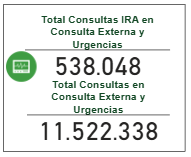 Total Consultas IRA en
Consulta Externa y
Urgencias
538.048
Total Consultas en
Consulta Externa y
Urgencias
11.522.338